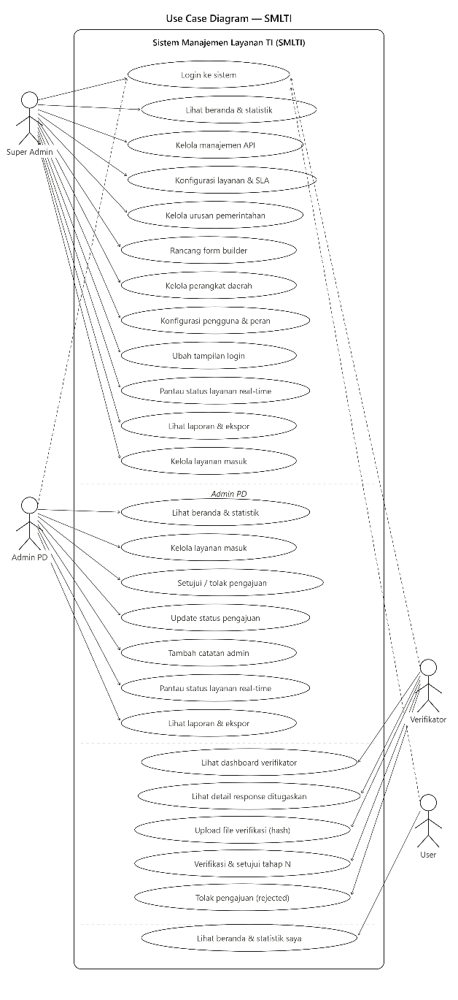 Use Case Diagram — SMLTI
Sistem Manajemen Layanan TI (SMLTI)
Login ke sistem
Lihat beranda & statistik
Kelola manajemen API
Super Admin
Konfigurasi layanan & SLA
Kelola urusan pemerintahan
Rancang form builder
Kelola perangkat daerah
Konfigurasi pengguna & peran
Ubah tampilan login
Pantau status layanan real-time
Lihat laporan & ekspor
Kelola layanan masuk
Admin PD
Lihat beranda & statistik
Kelola layanan masuk
Admin PD
Setujui / tolak pengajuan
Update status pengajuan
Tambah catatan admin
Pantau status layanan real-time
Lihat laporan & ekspor
Verifikator
Lihat dashboard verifikator
Lihat detail response ditugaskan
Upload file verifikasi (hash)
User
Verifikasi & setujui tahap N
Tolak pengajuan (rejected)
Lihat beranda & statistik saya